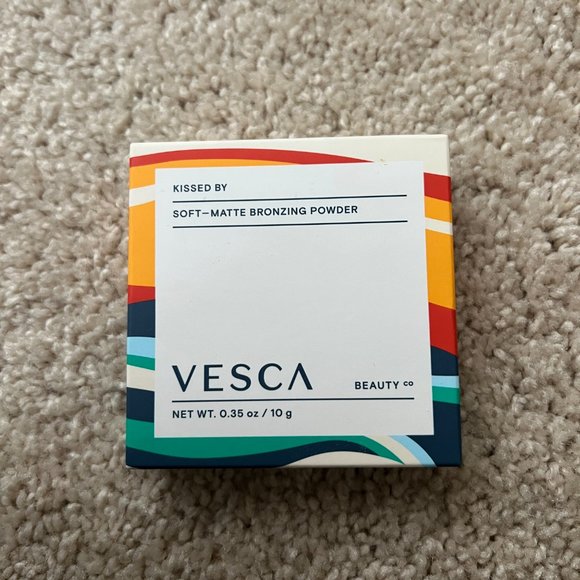 KISSED BY
SOFT—MATTE BRONZING POWDER
VESCA BEAUTY co
NET WT. 0.35 oz / 10 g